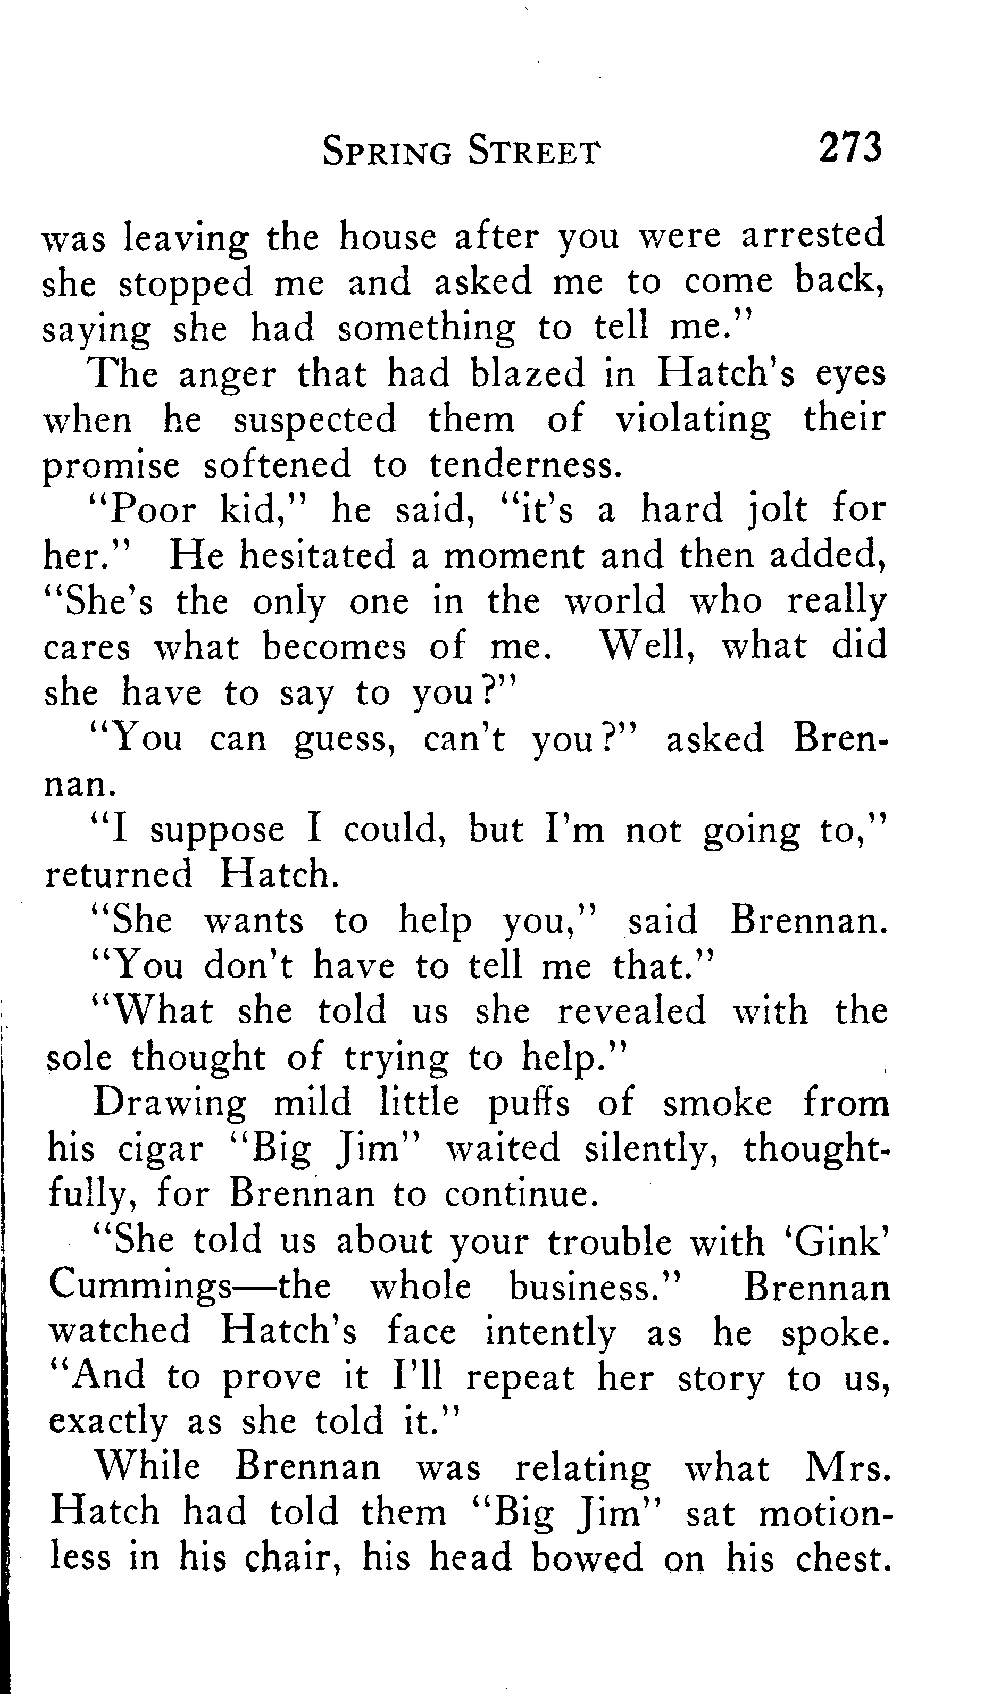 SPRING STREET 273
was leaving the house after you were arrested
she stopped me and asked me to come back,
saying she had something to tell me."
The anger that had blazed in Hatch's eyes
when he suspected them of violating their
promise softened to tenderness.
"Poor kid," he said, "it's a hard jolt for
her." He hesitated a moment and then added,
"She's the only one in the world who really
cares what becomes of me. Well, what did
she have to say to you?"
"You can guess, can't you?" asked Bren-
nan.
"I suppose I could, but I'm not going to,"
returned Hatch.
"She wants to help you," said Brennan.
"You don't have to tell me that."
"What she told us she revealed with the
sole thought of trying to help."
Drawing mild little puffs of smoke from
his cigar "Big Jim" waited silently, thought-
fully, for Brennan to continue.
"She told us about your trouble with 'Gink'
Cummings—the whole business." Brennan
watched Hatch's face intently as he spoke.
"And to prove it I'll repeat her story to us,
exactly as she told it."
While Brennan was relating what Mrs.
Hatch had told them "Big Jim" sat motion-
less in his chair, his head bowed on his chest.